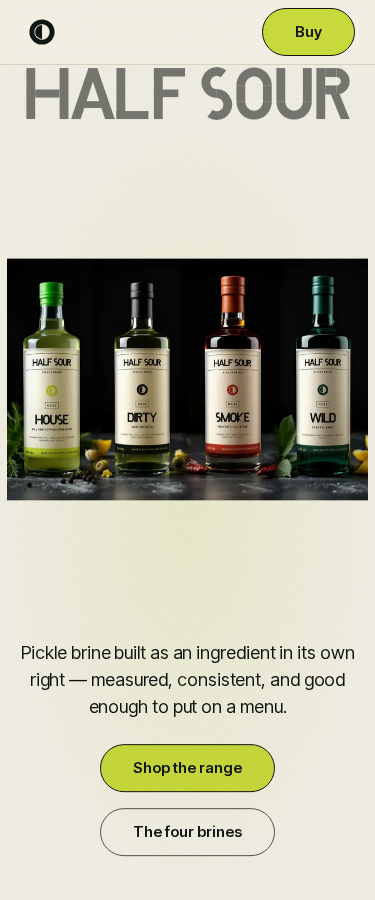 Buy
HALF SOUR
HALF SOUR
HALF SOUR
HALF SOUR
HALF SOUR
HOUSE
DIRTY
SMOKE
WILD
Pickle brine built as an ingredient in its own
right — measured, consistent, and good
enough to put on a menu.
Shop the range
The four brines